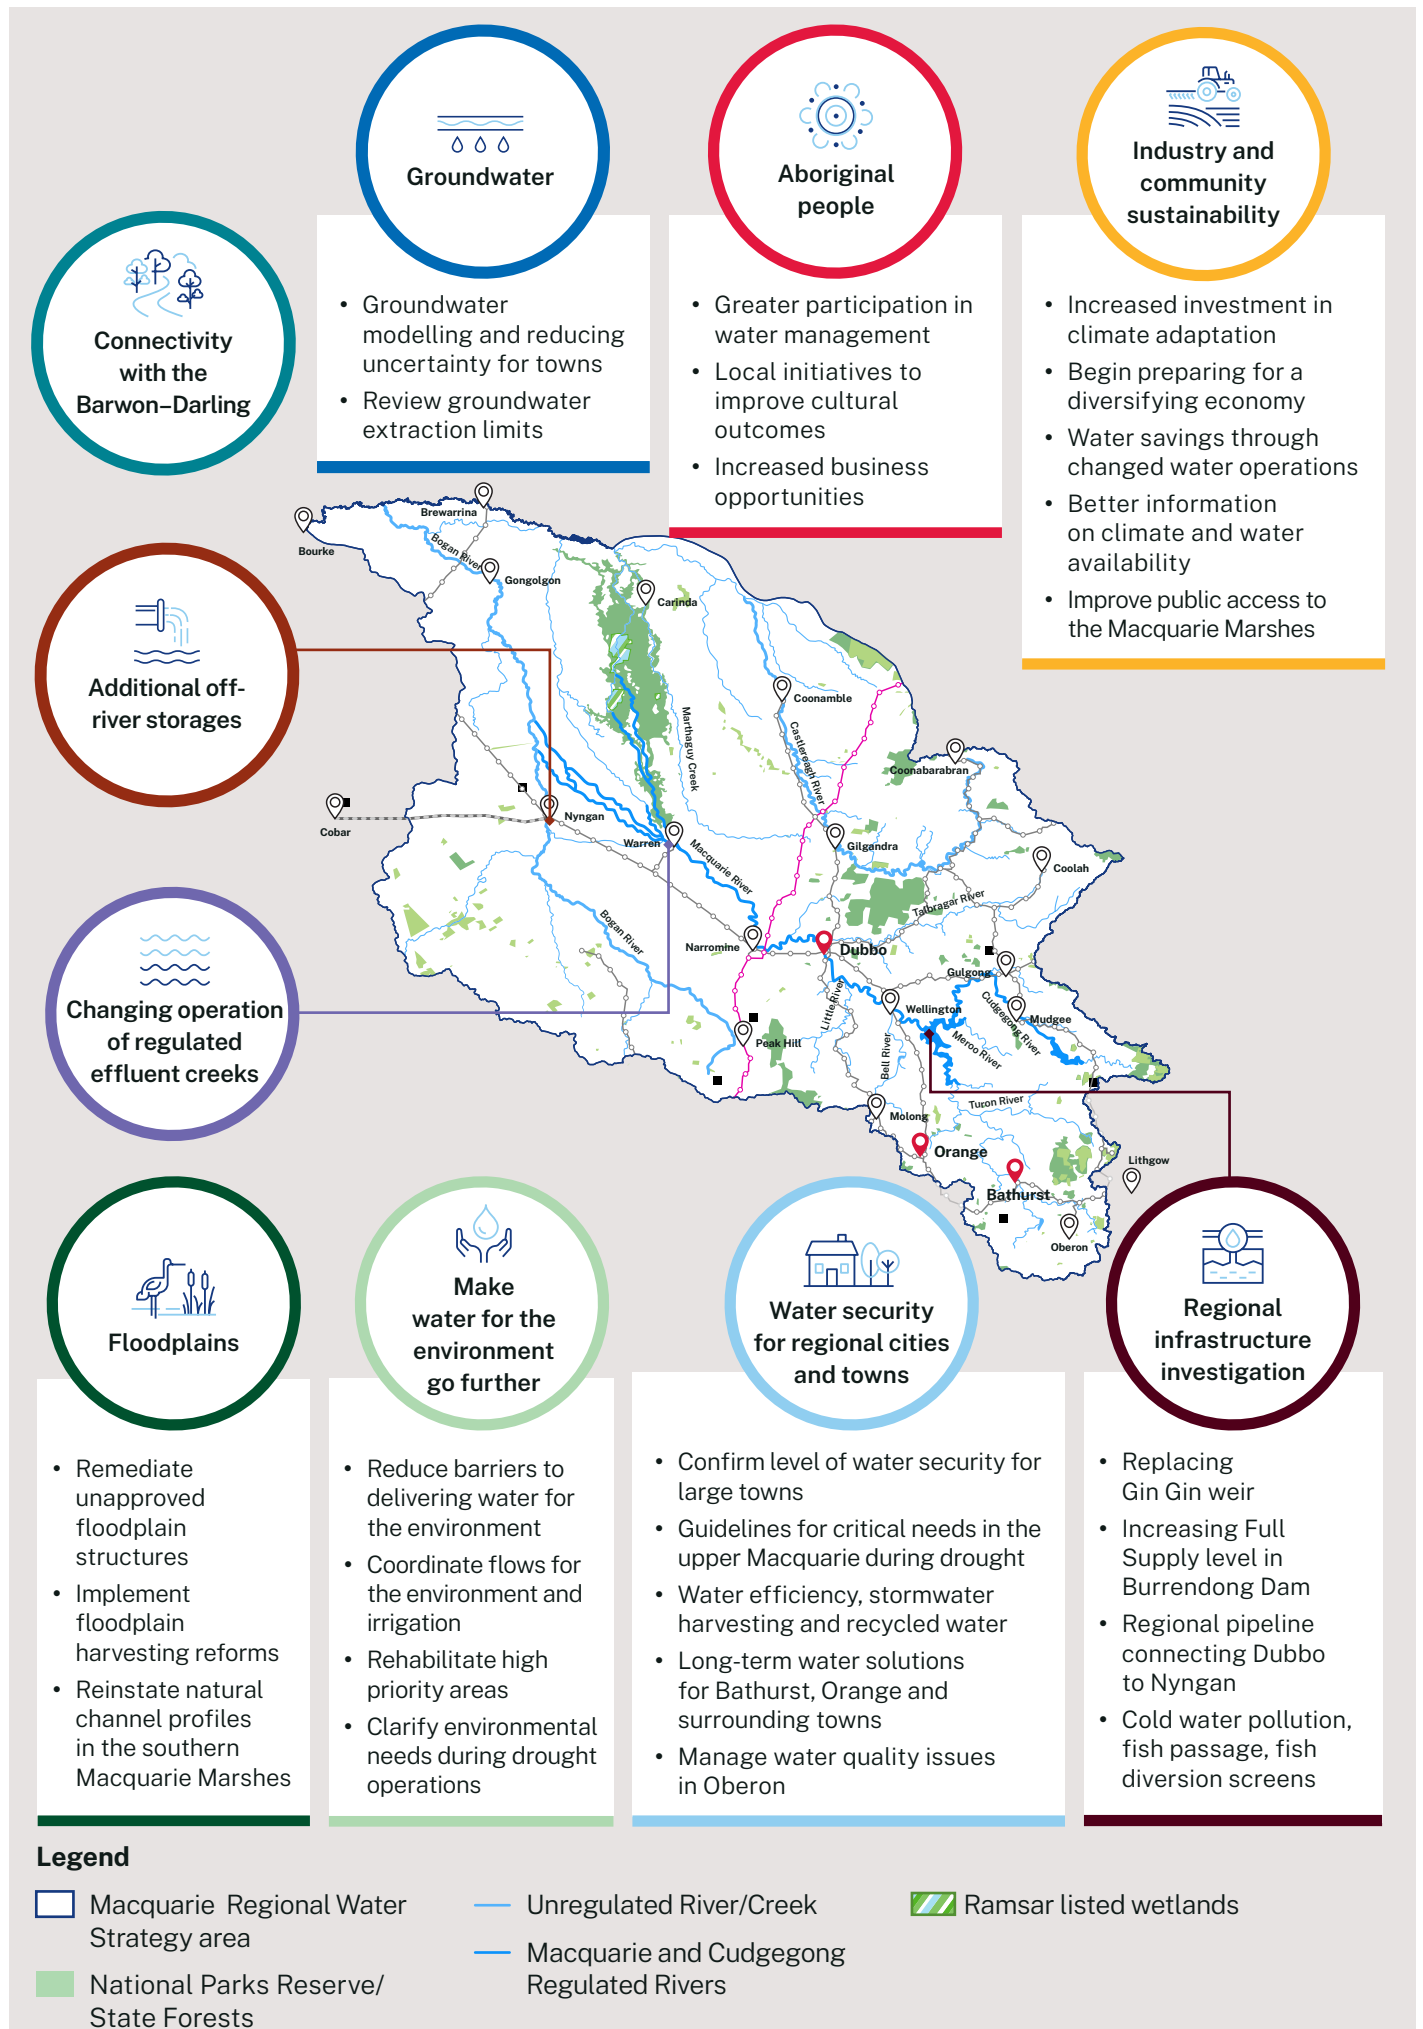 Groundwater
• Groundwater
modelling and reducing
uncertainty for towns
• Review groundwater
extraction limits
Aboriginal
people
• Greater participation in
water management
• Local initiatives to
improve cultural
outcomes
• Increased business
opportunities
Industry and
community
sustainability
• Increased investment in
climate adaptation
• Begin preparing for a
diversifying economy
• Water savings through
changed water operations
• Better information
on climate and water
availability
• Improve public access to
the Macquarie Marshes
Connectivity
with the
Barwon–Darling
Additional off-
river storages
Changing operation
of regulated
effluent creeks
Brewarrina
Bourke
Bogan River
Gongolgon
Carinda
Coonamble
Marthaguy Creek
Castlereagh River
Coonabarabran
Cobar
Nyngan
Warren
Macquarie River
Gilgandra
Coolah
Talbragar River
Bogan River
Narromine
Dubbo
Gulgong
Little River
Wellington
Cudgegong River
Mudgee
Peak Hill
Bell River
Meroo River
Turon River
Molong
Orange
Lithgow
Bathurst
Oberon
Floodplains
• Remediate
unapproved
floodplain
structures
• Implement
floodplain
harvesting reforms
• Reinstate natural
channel profiles
in the southern
Macquarie Marshes
Make
water for the
environment
go further
• Reduce barriers to
delivering water for
the environment
• Coordinate flows for
the environment and
irrigation
• Rehabilitate high
priority areas
• Clarify environmental
needs during drought
operations
Water security
for regional cities
and towns
• Confirm level of water security for
large towns
• Guidelines for critical needs in the
upper Macquarie during drought
• Water efficiency, stormwater
harvesting and recycled water
• Long-term water solutions
for Bathurst, Orange and
surrounding towns
• Manage water quality issues
in Oberon
Regional
infrastructure
investigation
• Replacing
Gin Gin weir
• Increasing Full
Supply level in
Burrendong Dam
• Regional pipeline
connecting Dubbo
to Nyngan
• Cold water pollution,
fish passage, fish
diversion screens
Legend
Macquarie Regional Water
Strategy area
National Parks Reserve/
State Forests
Unregulated River/Creek
Macquarie and Cudgegong
Regulated Rivers
Ramsar listed wetlands